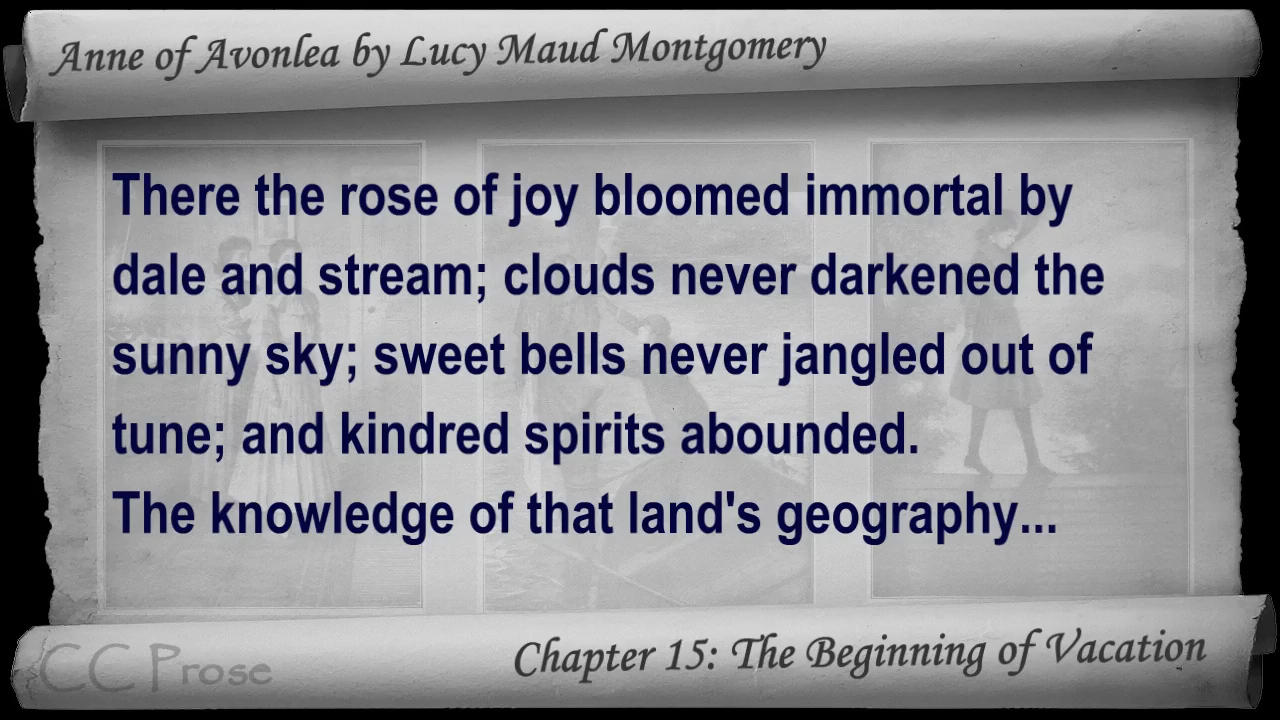 Anne of Avonlea by Lucy Maud Montgomery
There the rose of joy bloomed immortal by
dale and stream; clouds never darkened the
sunny sky; sweet bells never jangled out of
tune; and kindred spirits abounded.
The knowledge of that land's geography...
CC Prose
Chapter 15: The Beginning of Vacation